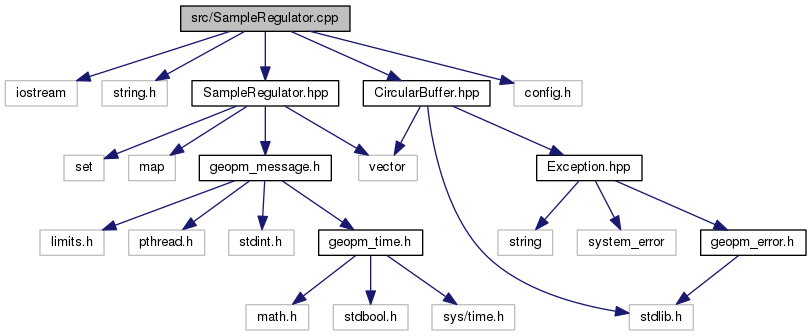 src/SampleRegulator.cpp
iostream
string.h
SampleRegulator.hpp
CircularBuffer.hpp
config.h
set
map
geopm_message.h
vector
Exception.hpp
limits.h
pthread.h
stdint.h
geopm_time.h
string
system_error
geopm_error.h
math.h
stdbool.h
sys/time.h
stdlib.h